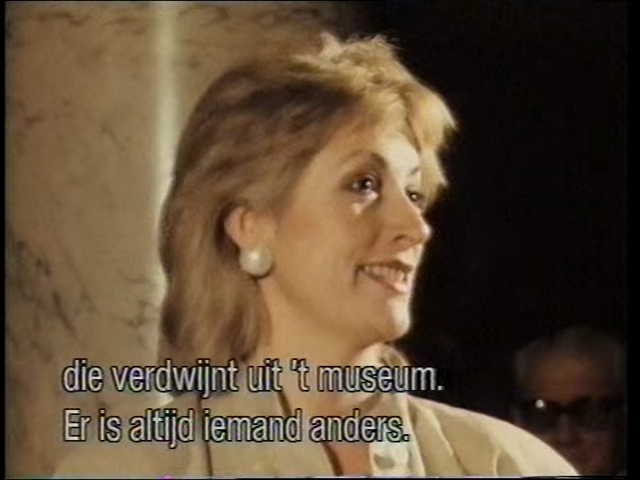 die verdwijnt uit 't museum.
Er is altijd iemand anders.